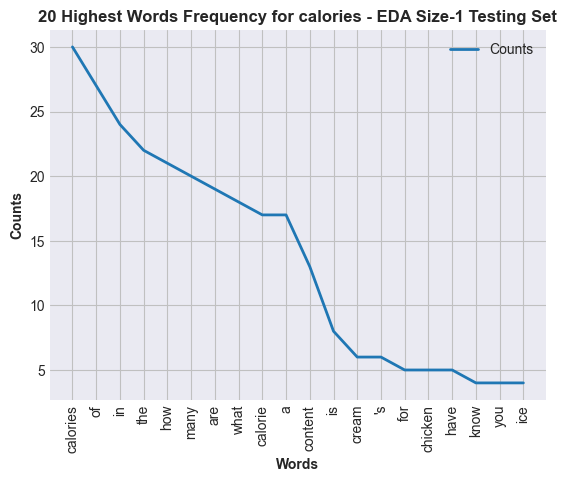 20 Highest Words Frequency for calories - EDA Size-1 Testing Set
Counts
Counts
30
25
20
15
10
5
calories
of
in
the
how
many
are
what
calorie
a
content
is
cream
's
for
chicken
have
know
you
ice
Words